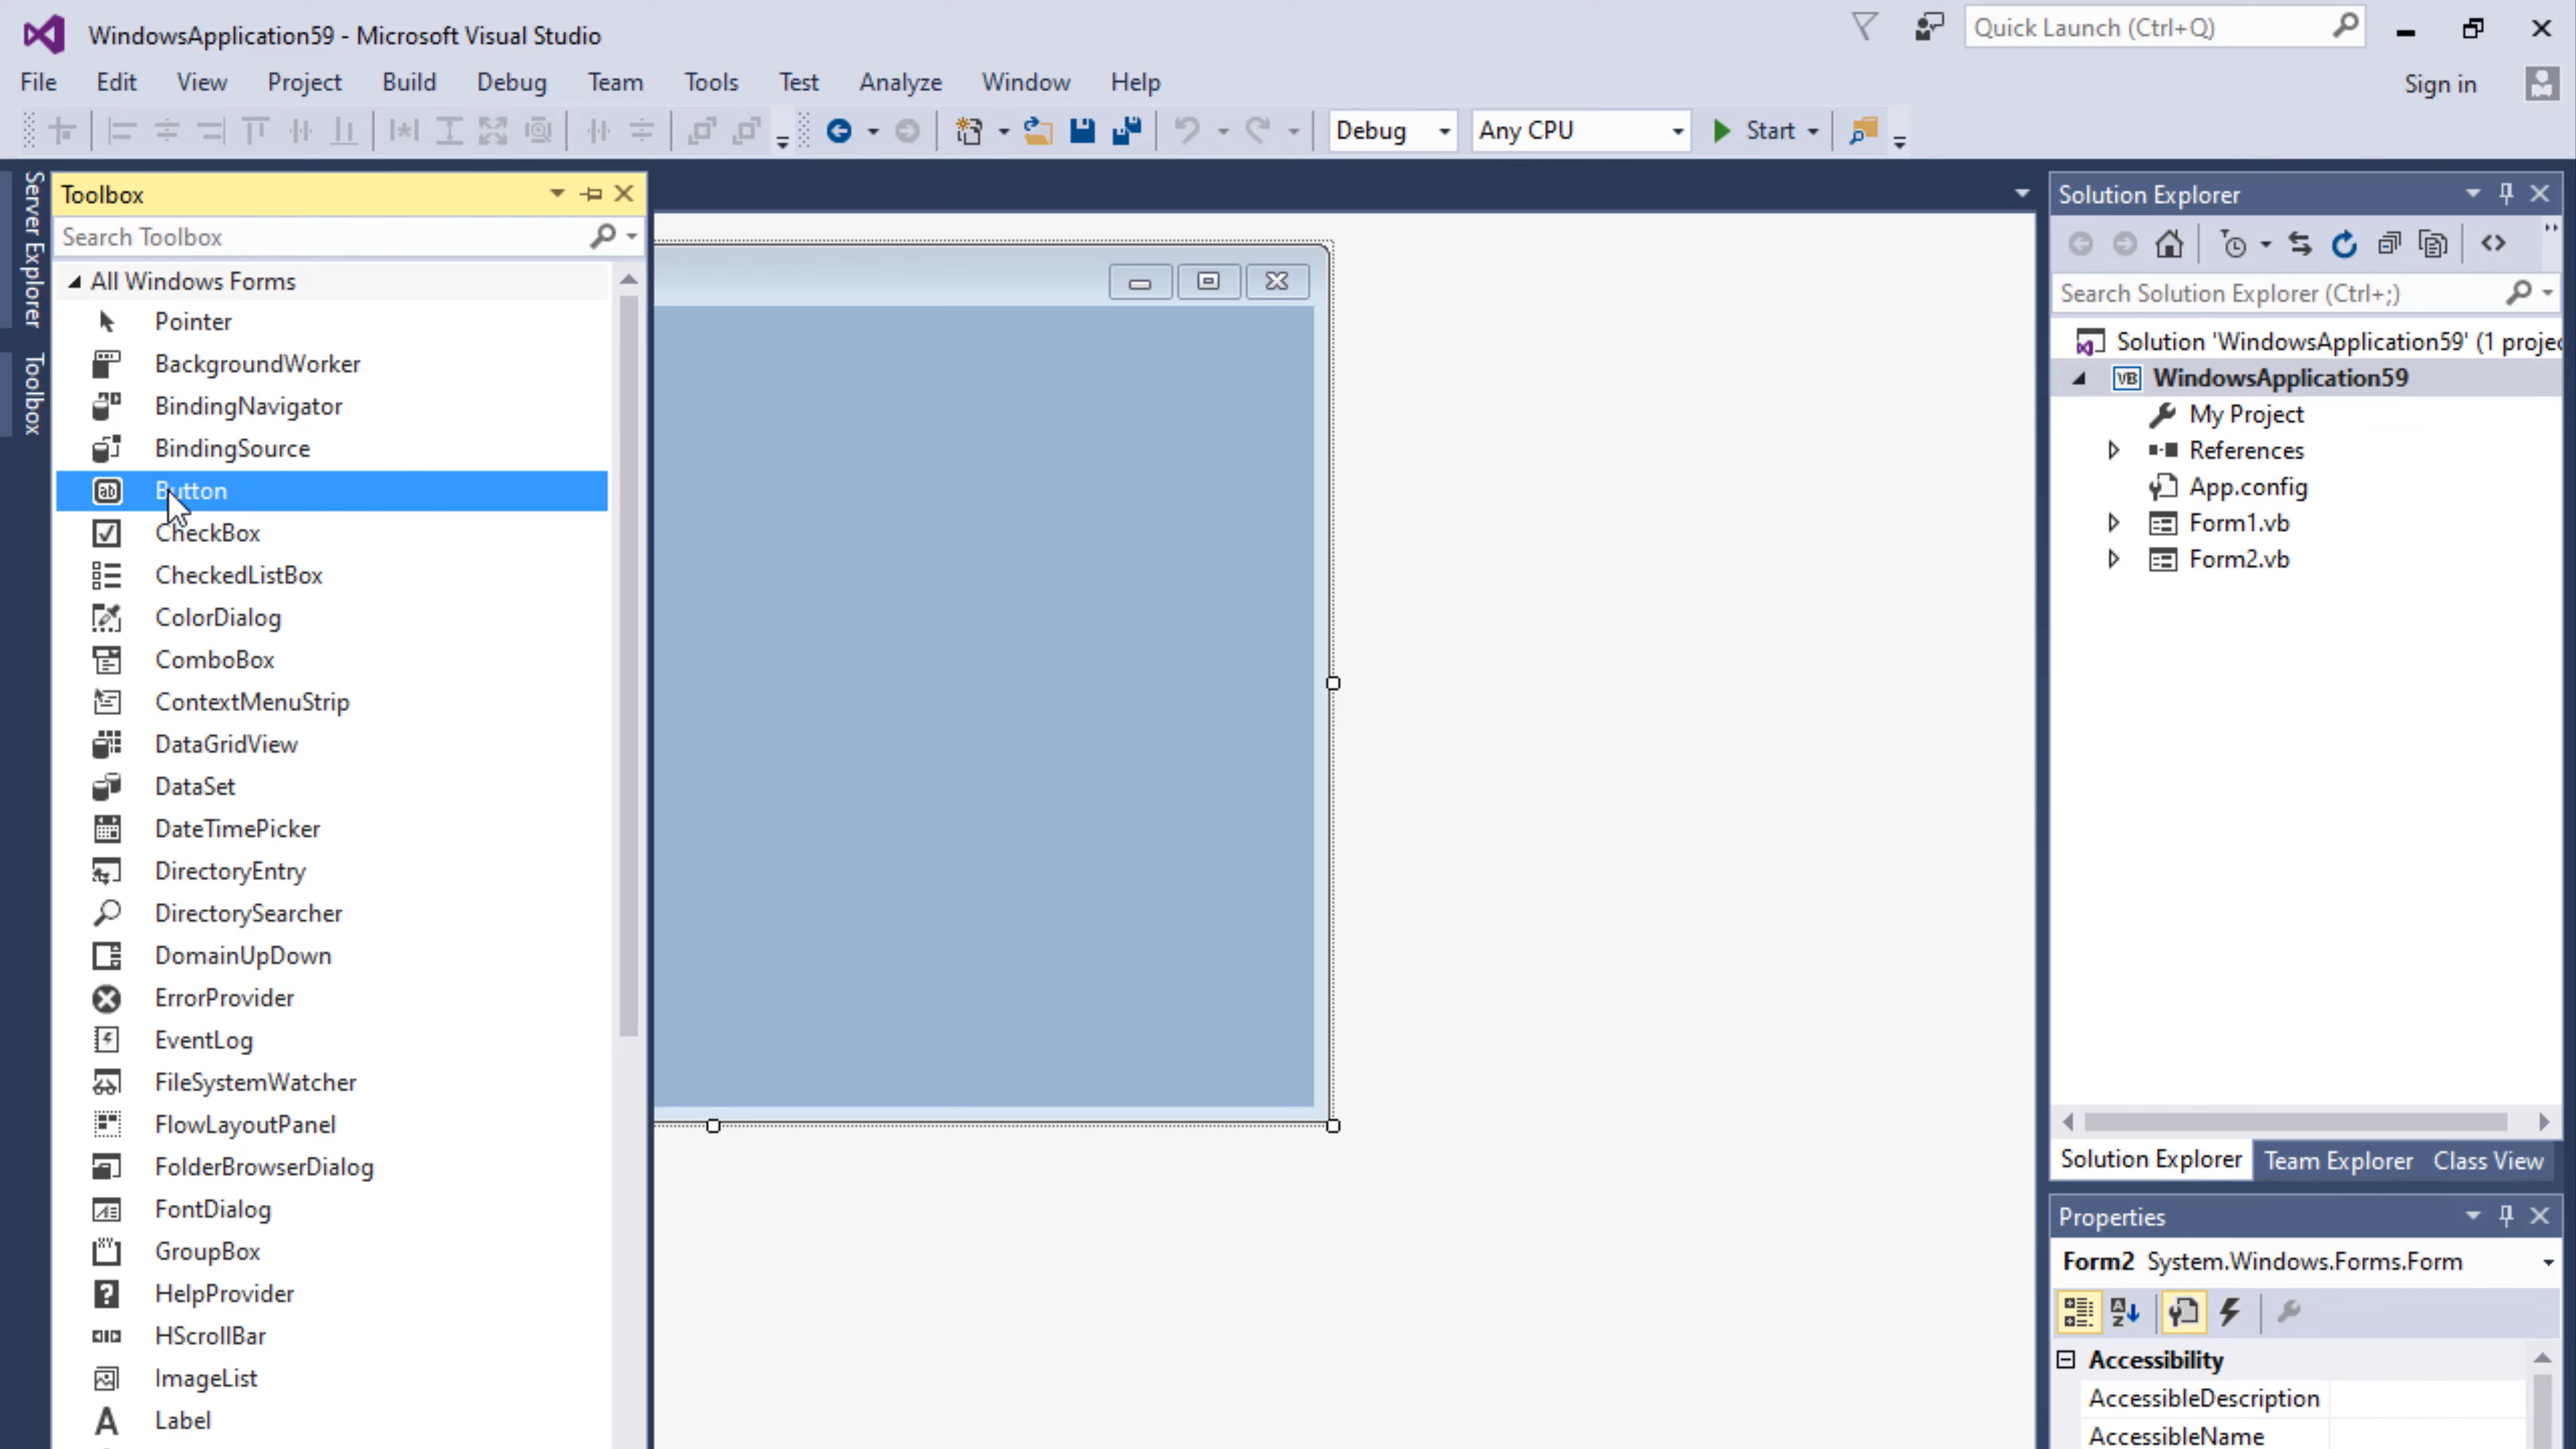 WindowsApplication59 - Microsoft Visual Studio
Quick Launch (Ctrl+Q)
File Edit View Project Build Debug Team Tools Test Analyze Window Help
Sign in
Debug Any CPU Start
Server Explorer
Toolbox
Toolbox
Search Toolbox
All Windows Forms
Pointer
BackgroundWorker
BindingNavigator
BindingSource
Button
CheckBox
CheckedListBox
ColorDialog
ComboBox
ContextMenuStrip
DataGridView
DataSet
DateTimePicker
DirectoryEntry
DirectorySearcher
DomainUpDown
ErrorProvider
EventLog
FileSystemWatcher
FlowLayoutPanel
FolderBrowserDialog
FontDialog
GroupBox
HelpProvider
HScrollBar
ImageList
Label
Solution Explorer
Search Solution Explorer (Ctrl+;)
Solution 'WindowsApplication59' (1 projec
WindowsApplication59
My Project
References
App.config
Form1.vb
Form2.vb
Solution Explorer Team Explorer Class View
Properties
Form2 System.Windows.Forms.Form
Accessibility
AccessibleDescription
AccessibleName